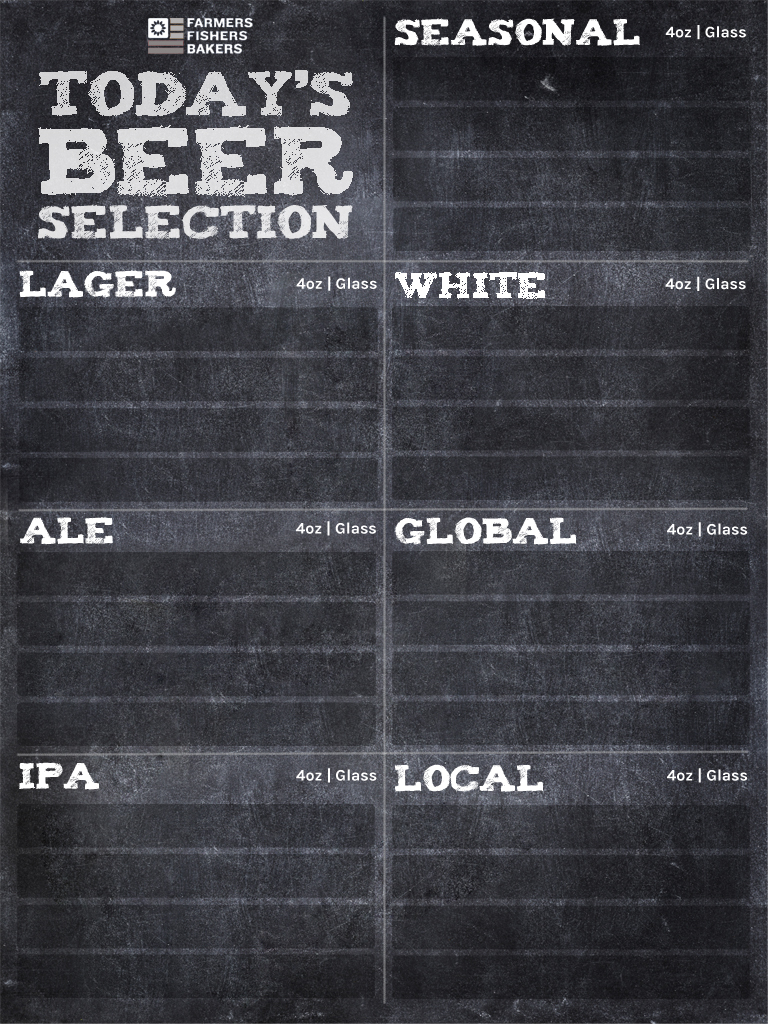 FARMERS
FISHERS
BAKERS
TODAY'S
BEER
SELECTION
SEASONAL 4oz | Glass
LAGER 4oz | Glass
WHITE 4oz | Glass
ALE 4oz | Glass
GLOBAL 4oz | Glass
IPA 4oz | Glass
LOCAL 4oz | Glass